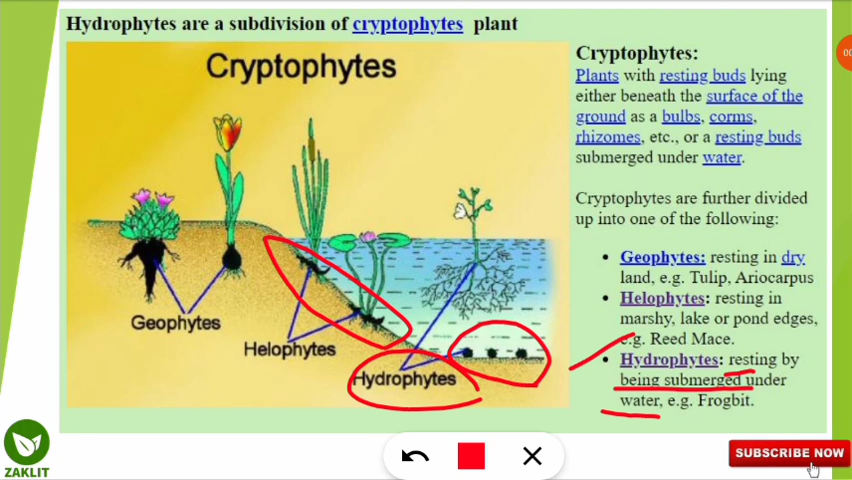 Hydrophytes are a subdivision of cryptophytes plant
Cryptophytes
Geophytes
Helophytes
Hydrophytes
Cryptophytes:
Plants with resting buds lying
either beneath the surface of the
ground as a bulbs, corms,
rhizomes, etc., or a resting buds
submerged under water.
Cryptophytes are further divided
up into one of the following:
• Geophytes: resting in dry
land, e.g. Tulip, Ariocarpus
• Helophytes: resting in
marshy, lake or pond edges,
e.g. Reed Mace.
• Hydrophytes: resting by
being submerged under
water, e.g. Frogbit.
ZAKLIT
SUBSCRIBE NOW